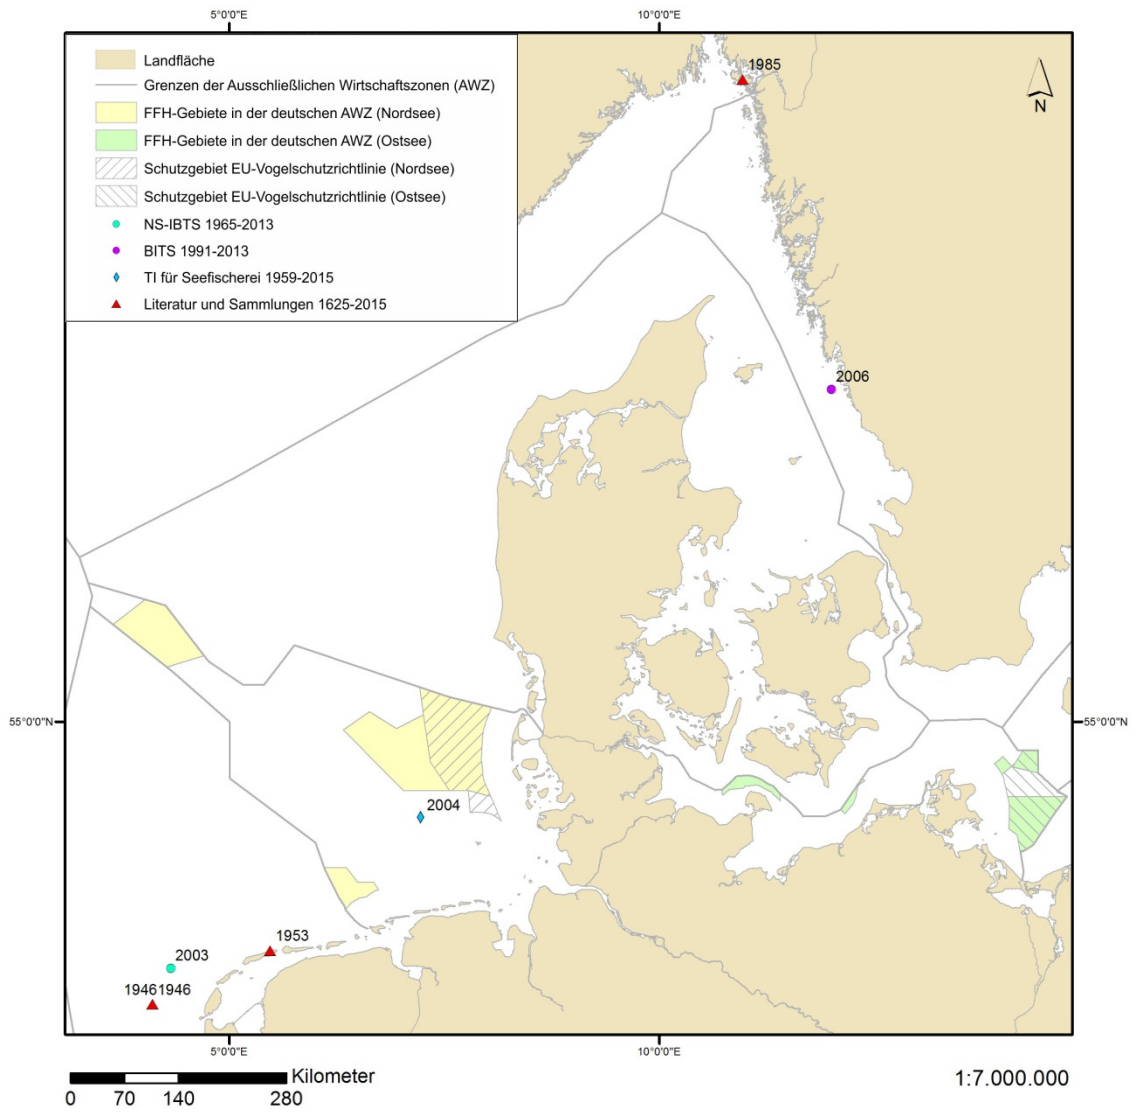 5°0'0"E 10°0'0"E
Landfläche
Grenzen der Ausschließlichen Wirtschaftszonen (AWZ)
FFH-Gebiete in der deutschen AWZ (Nordsee)
FFH-Gebiete in der deutschen AWZ (Ostsee)
Schutzgebiet EU-Vogelschutzrichtlinie (Nordsee)
Schutzgebiet EU-Vogelschutzrichtlinie (Ostsee)
NS-IBTS 1965-2013
BITS 1991-2013
TI für Seefischerei 1959-2015
Literatur und Sammlungen 1625-2015
1985
N
2006
55°0'0"N 55°0'0"N
2004
1953
2003
1946 1946
5°0'0"E 10°0'0"E
Kilometer
0 70 140 280
1:7.000.000